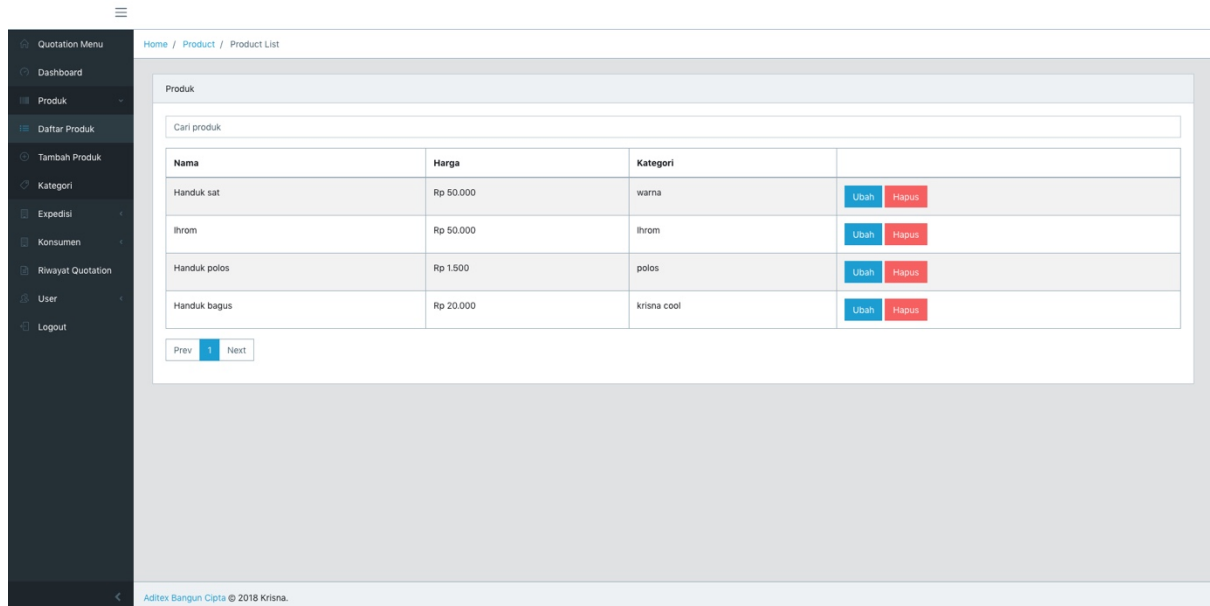 Quotation Menu
Dashboard
Produk
Daftar Produk
Tambah Produk
Kategori
Expedisi
Konsumen
Riwayat Quotation
User
Logout
Home / Product / Product List
Produk
Cari produk
Nama Harga Kategori
Handuk sat Rp 50.000 warna Ubah Hapus
Ihrom Rp 50.000 Ihrom Ubah Hapus
Handuk polos Rp 1.500 polos Ubah Hapus
Handuk bagus Rp 20.000 krisna cool Ubah Hapus
Prev 1 Next
Aditex Bangun Cipta © 2018 Krisna.